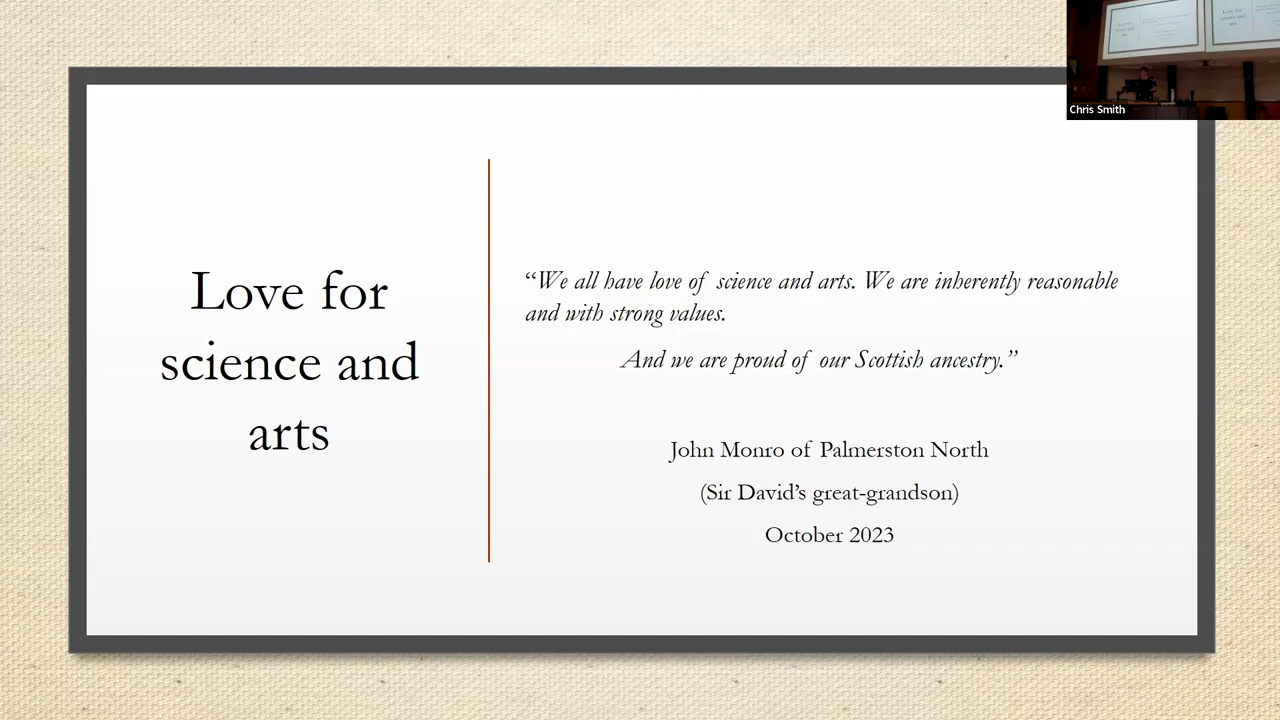 Chris Smith
Love for
science and
arts
“We all have love of science and arts. We are inherently reasonable
and with strong values.
And we are proud of our Scottish ancestry.”
John Monro of Palmerston North
(Sir David’s great-grandson)
October 2023